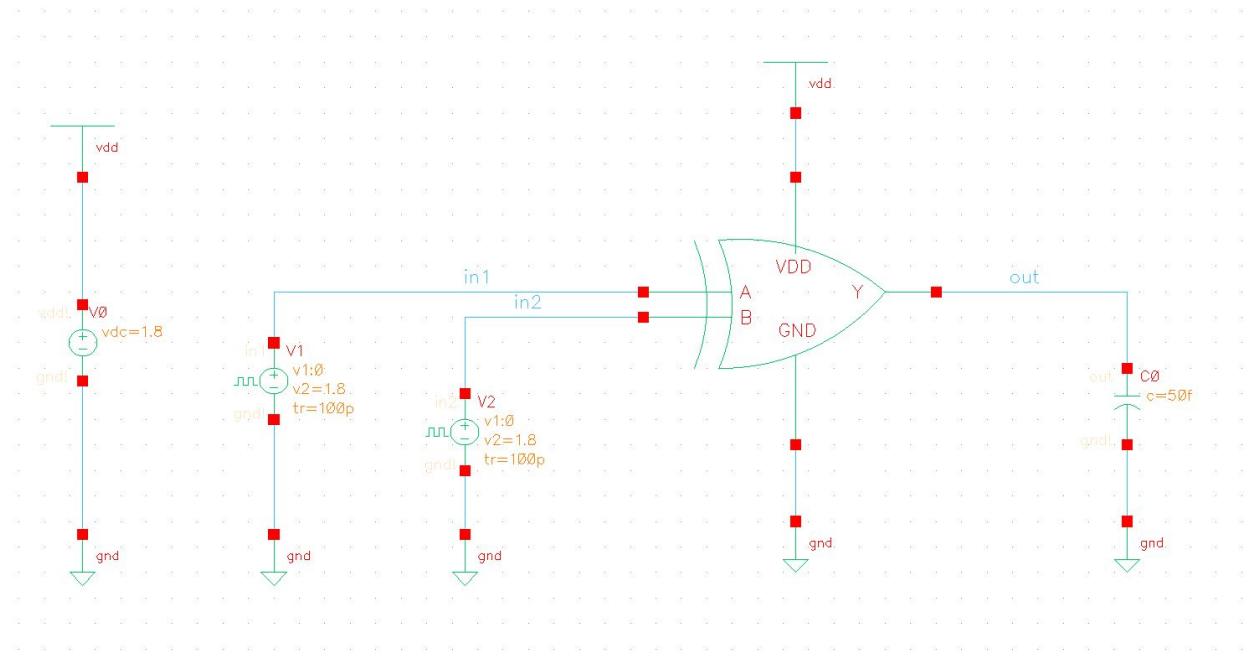 vdd
vdd
in1
in2
VDD
A
B
Y
GND
out
vdd!
V0
vdc=1.8
gnd!
in1
V1
v1:0
v2=1.8
tr=100p
gnd!
in2
V2
v1:0
v2=1.8
tr=100p
gnd!
out
C0
c=50f
gnd!
gnd
gnd
gnd
gnd
gnd